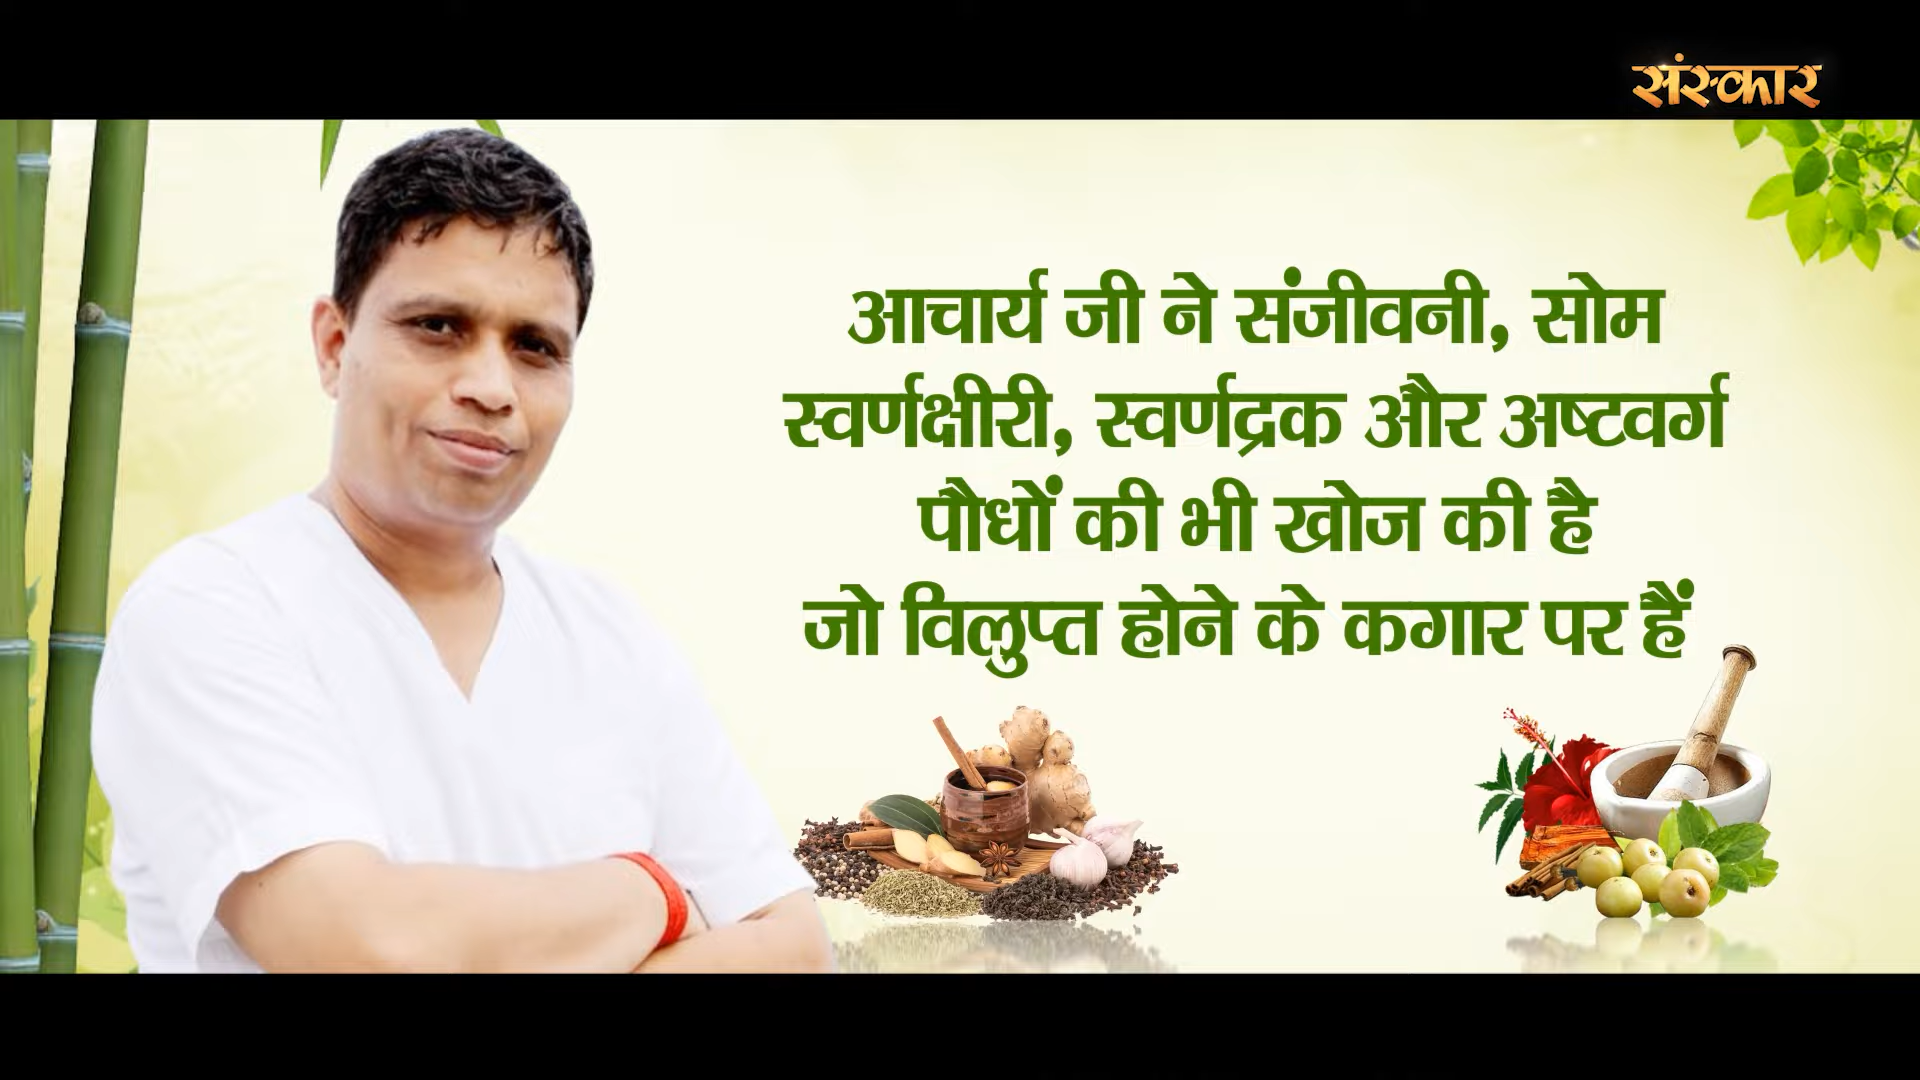 संस्कार
आचार्य जी ने संजीवनी, सोम
स्वर्णक्षीरी, स्वर्णद्रक और अष्टवर्ग
पौधों की भी खोज की है
जो विलुप्त होने के कगार पर हैं